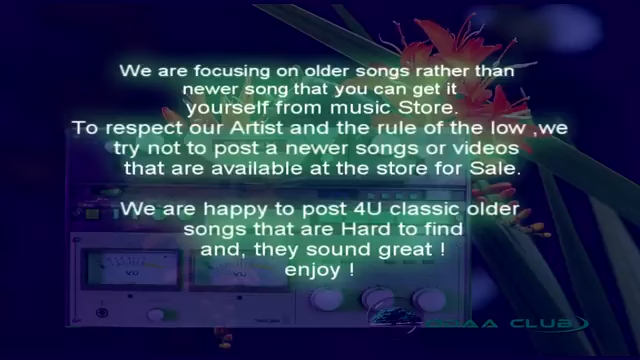 We are focusing on older songs rather than
newer song that you can get it
yourself from music Store.
To respect our Artist and the rule of the low ,we
try not to post a newer songs or videos
that are available at the store for Sale.
We are happy to post 4U classic older
songs that are Hard to find
and, they sound great !
enjoy !
VU
VU
CLUB